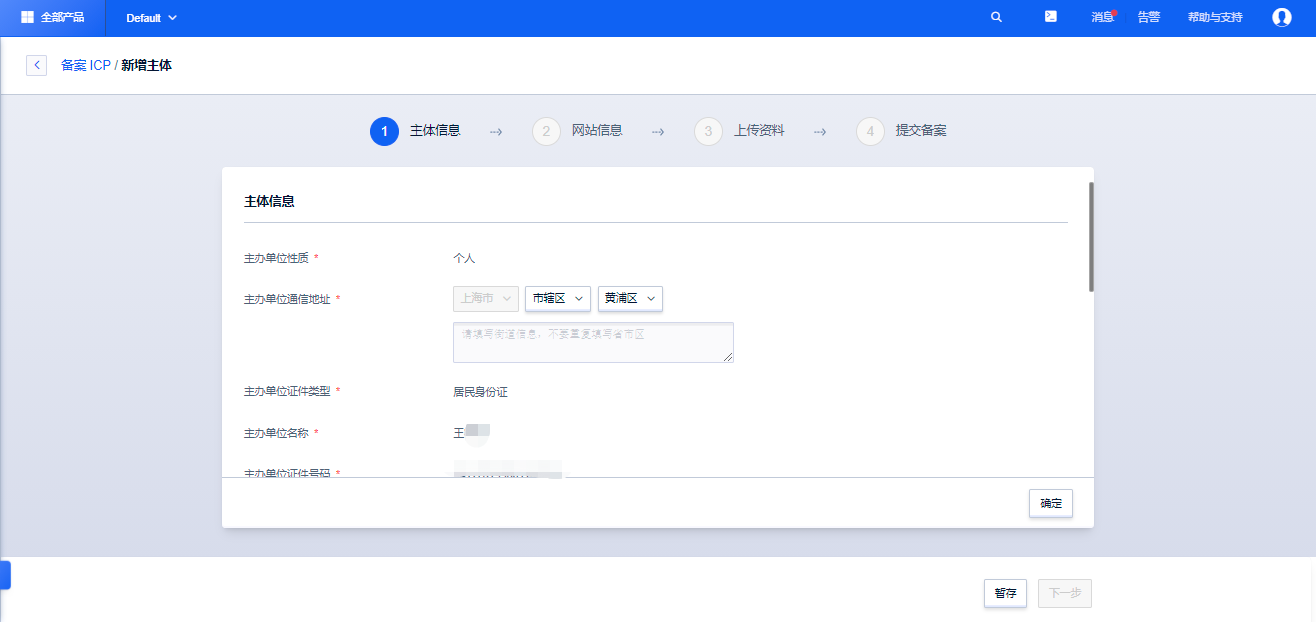 全部产品 Default 消息 告警 帮助与支持
备案 ICP / 新增主体
1 主体信息 2 网站信息 3 上传资料 4 提交备案
主体信息
主办单位性质 * 个人
主办单位通信地址 * 上海市 市辖区 黄浦区
请填写街道信息，不要重复填写省市区
主办单位证件类型 * 居民身份证
主办单位名称 * 王
主办单位证件号码 *
确定
暂存 下一步